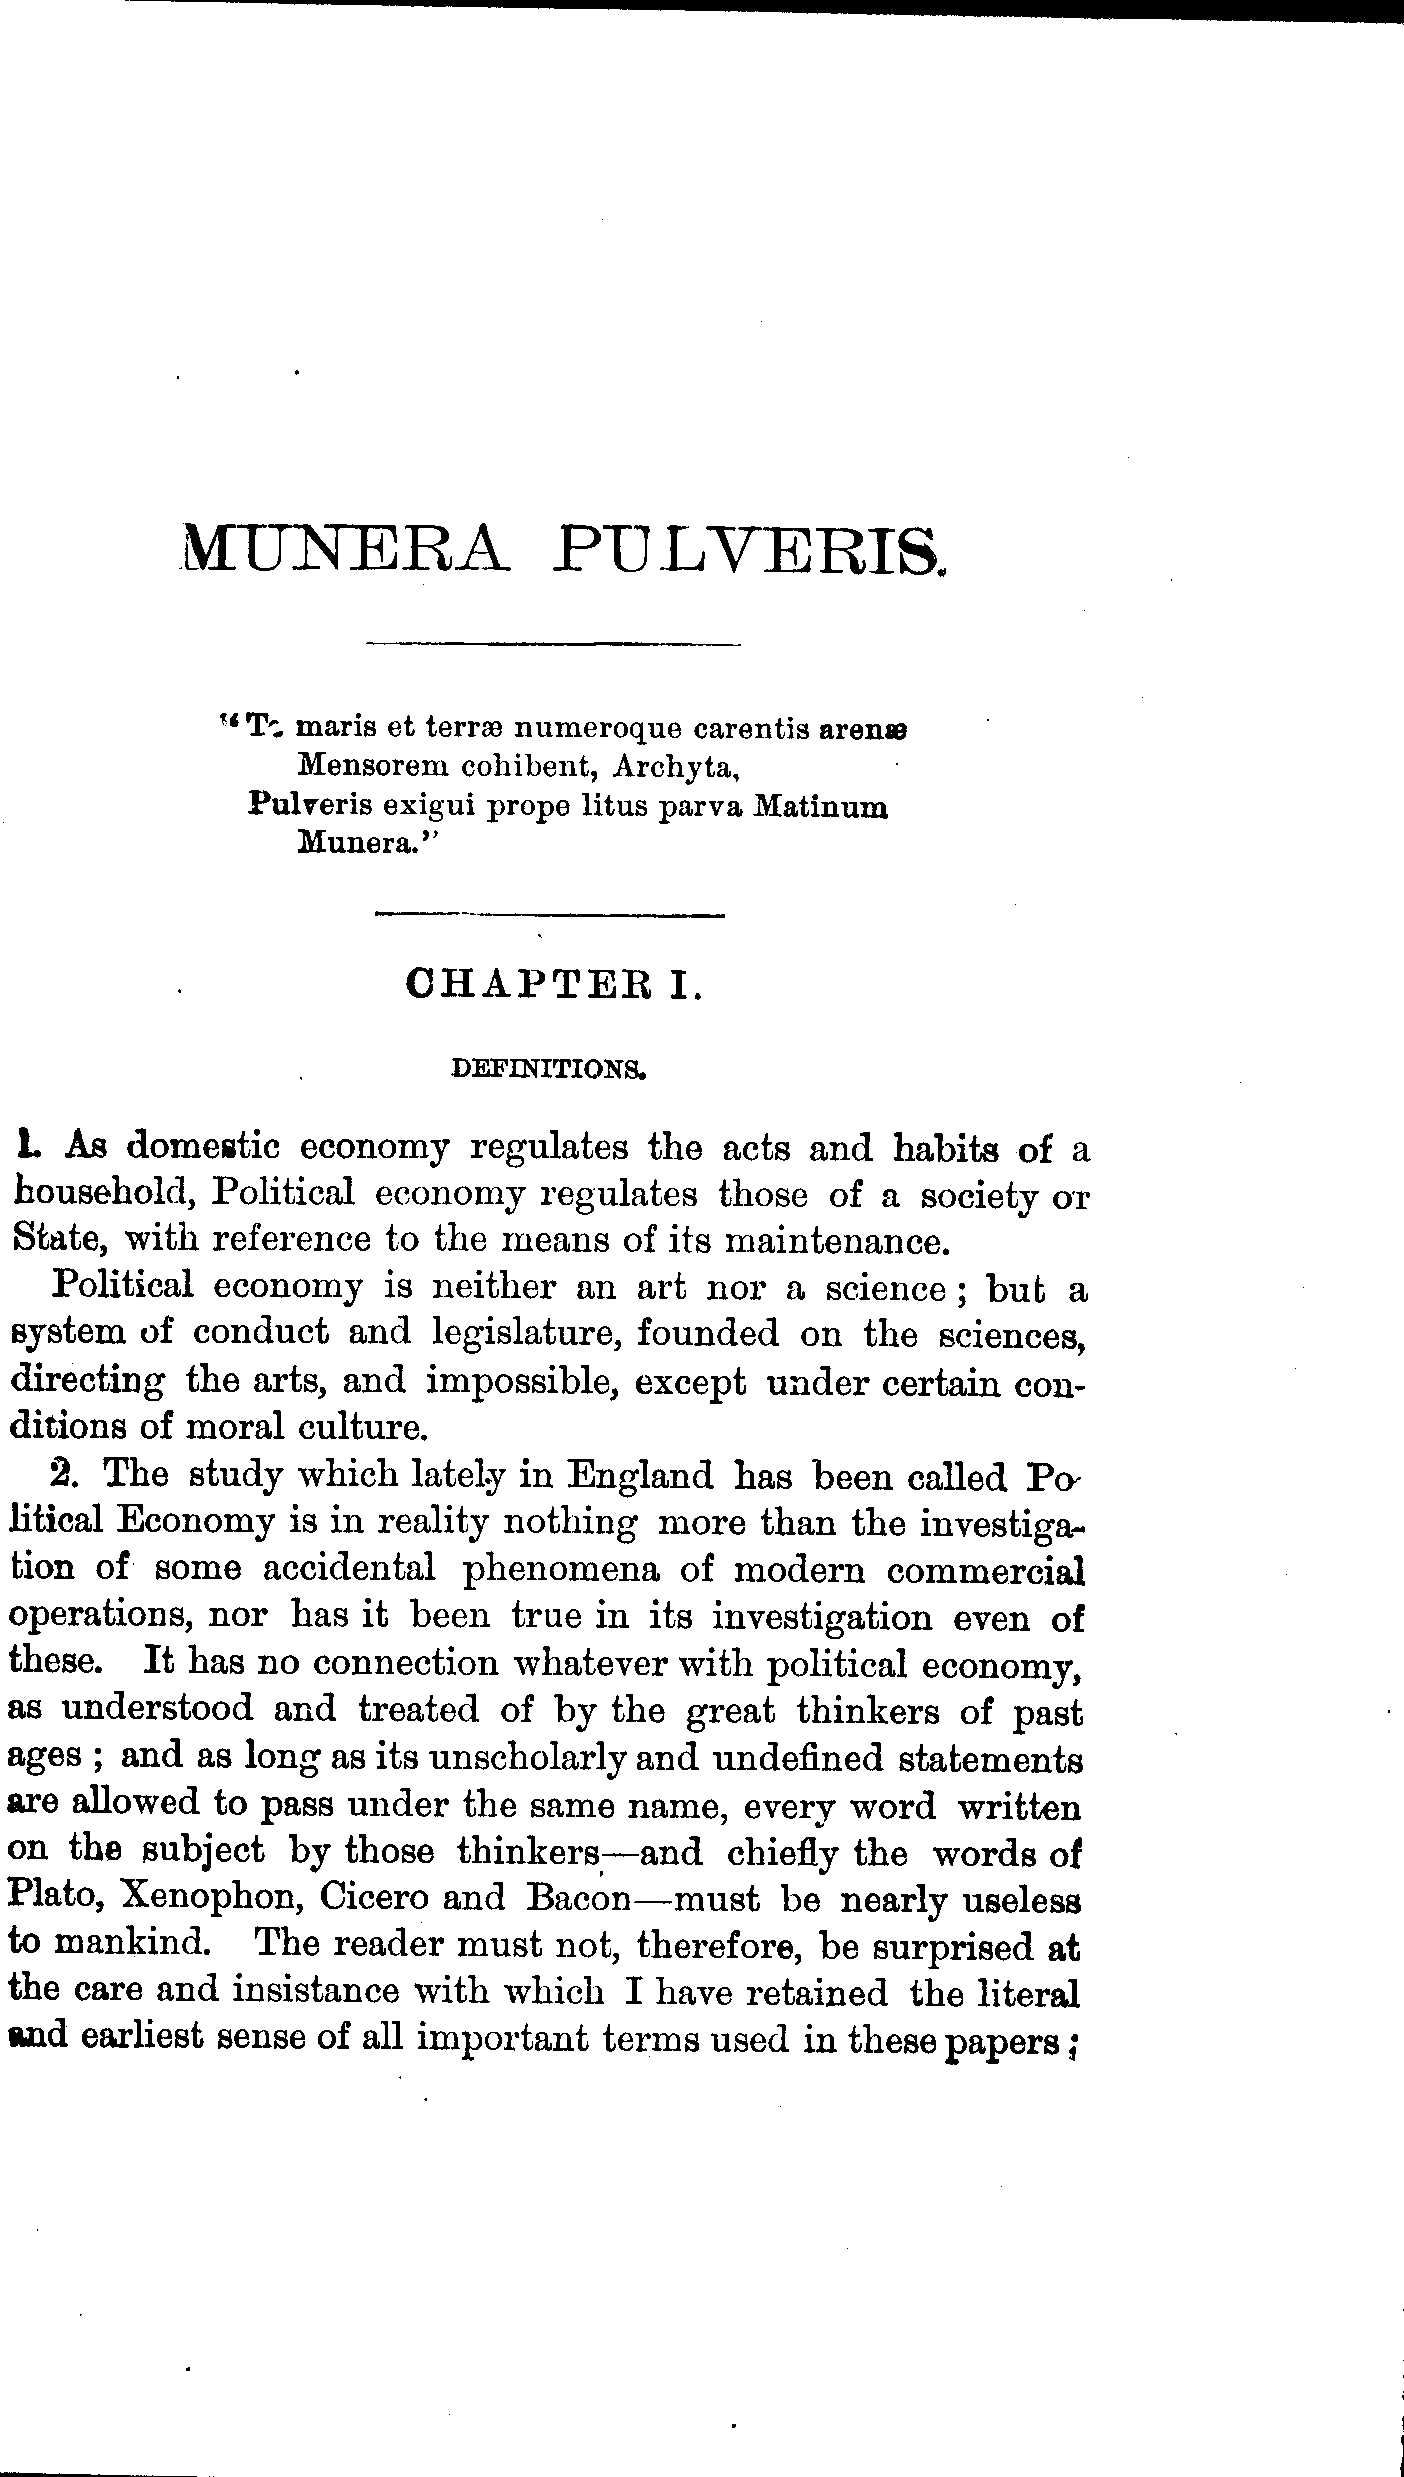 MUNERA PULVERIS.
"Te maris et terræ numeroque carentis arenæ
Mensorem cohibent, Archyta,
Pulveris exigui prope litus parva Matinum
Munera."
CHAPTER I.
DEFINITIONS.
1. As domestic economy regulates the acts and habits of a
household, Political economy regulates those of a society or
State, with reference to the means of its maintenance.
Political economy is neither an art nor a science; but a
system of conduct and legislature, founded on the sciences,
directing the arts, and impossible, except under certain con-
ditions of moral culture.
2. The study which lately in England has been called Po-
litical Economy is in reality nothing more than the investiga-
tion of some accidental phenomena of modern commercial
operations, nor has it been true in its investigation even of
these. It has no connection whatever with political economy,
as understood and treated of by the great thinkers of past
ages; and as long as its unscholarly and undefined statements
are allowed to pass under the same name, every word written
on the subject by those thinkers—and chiefly the words of
Plato, Xenophon, Cicero and Bacon—must be nearly useless
to mankind. The reader must not, therefore, be surprised at
the care and insistance with which I have retained the literal
and earliest sense of all important terms used in these papers;